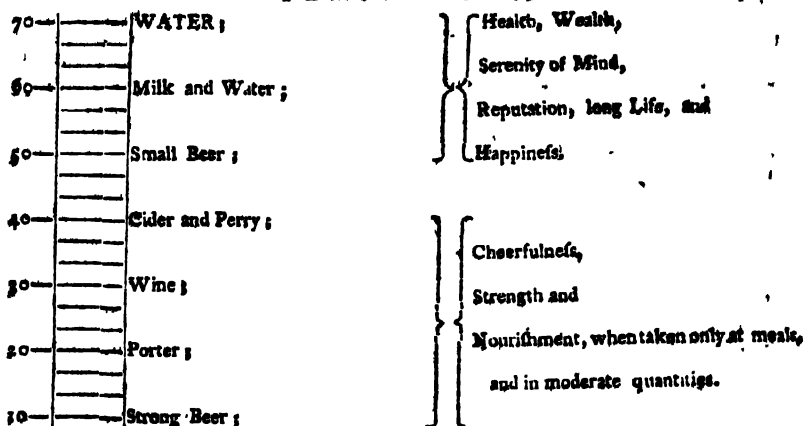 70 WATER;
Health, Wealth,
Serenity of Mind,
60 Milk and Water;
Reputation, long Life, and
50 Small Beer;
Happineſs;
40 Cider and Perry;
Cheerfulneſs,
30 Wine;
Strength and
20 Porter;
Nouriſhment, when taken only at meals,
and in moderate quantities.
10 Strong Beer;